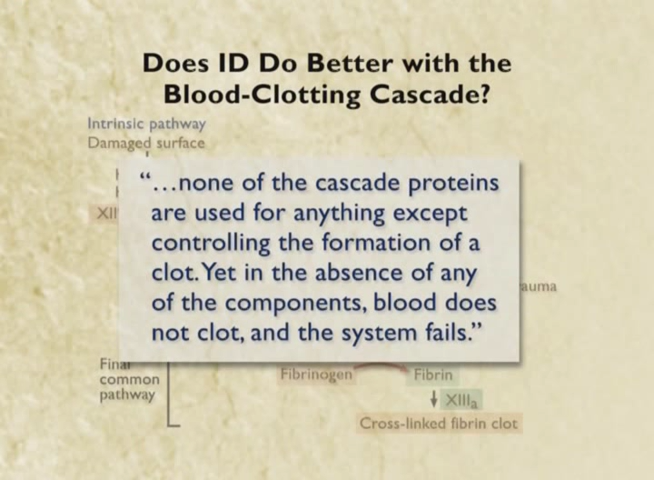 Does ID Do Better with the
Blood-Clotting Cascade?
Intrinsic pathway
Damaged surface
XII
“…none of the cascade proteins
are used for anything except
controlling the formation of a
clot. Yet in the absence of any
of the components, blood does
not clot, and the system fails.”
auma
Final
common
pathway
Fibrinogen
Fibrin
XIIIa
Cross-linked fibrin clot